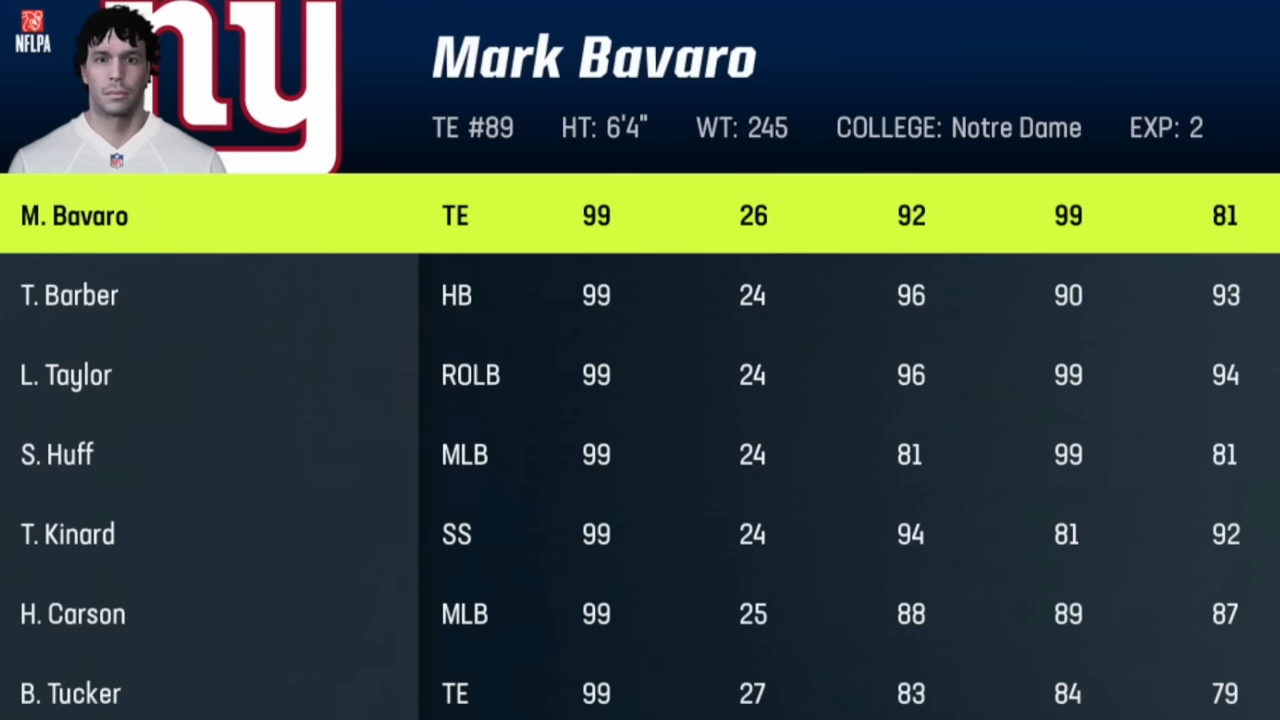 NFLPA
ny
Mark Bavaro
TE #89 HT: 6'4" WT: 245 COLLEGE: Notre Dame EXP: 2
M. Bavaro TE 99 26 92 99 81
T. Barber HB 99 24 96 90 93
L. Taylor ROLB 99 24 96 99 94
S. Huff MLB 99 24 81 99 81
T. Kinard SS 99 24 94 81 92
H. Carson MLB 99 25 88 89 87
B. Tucker TE 99 27 83 84 79